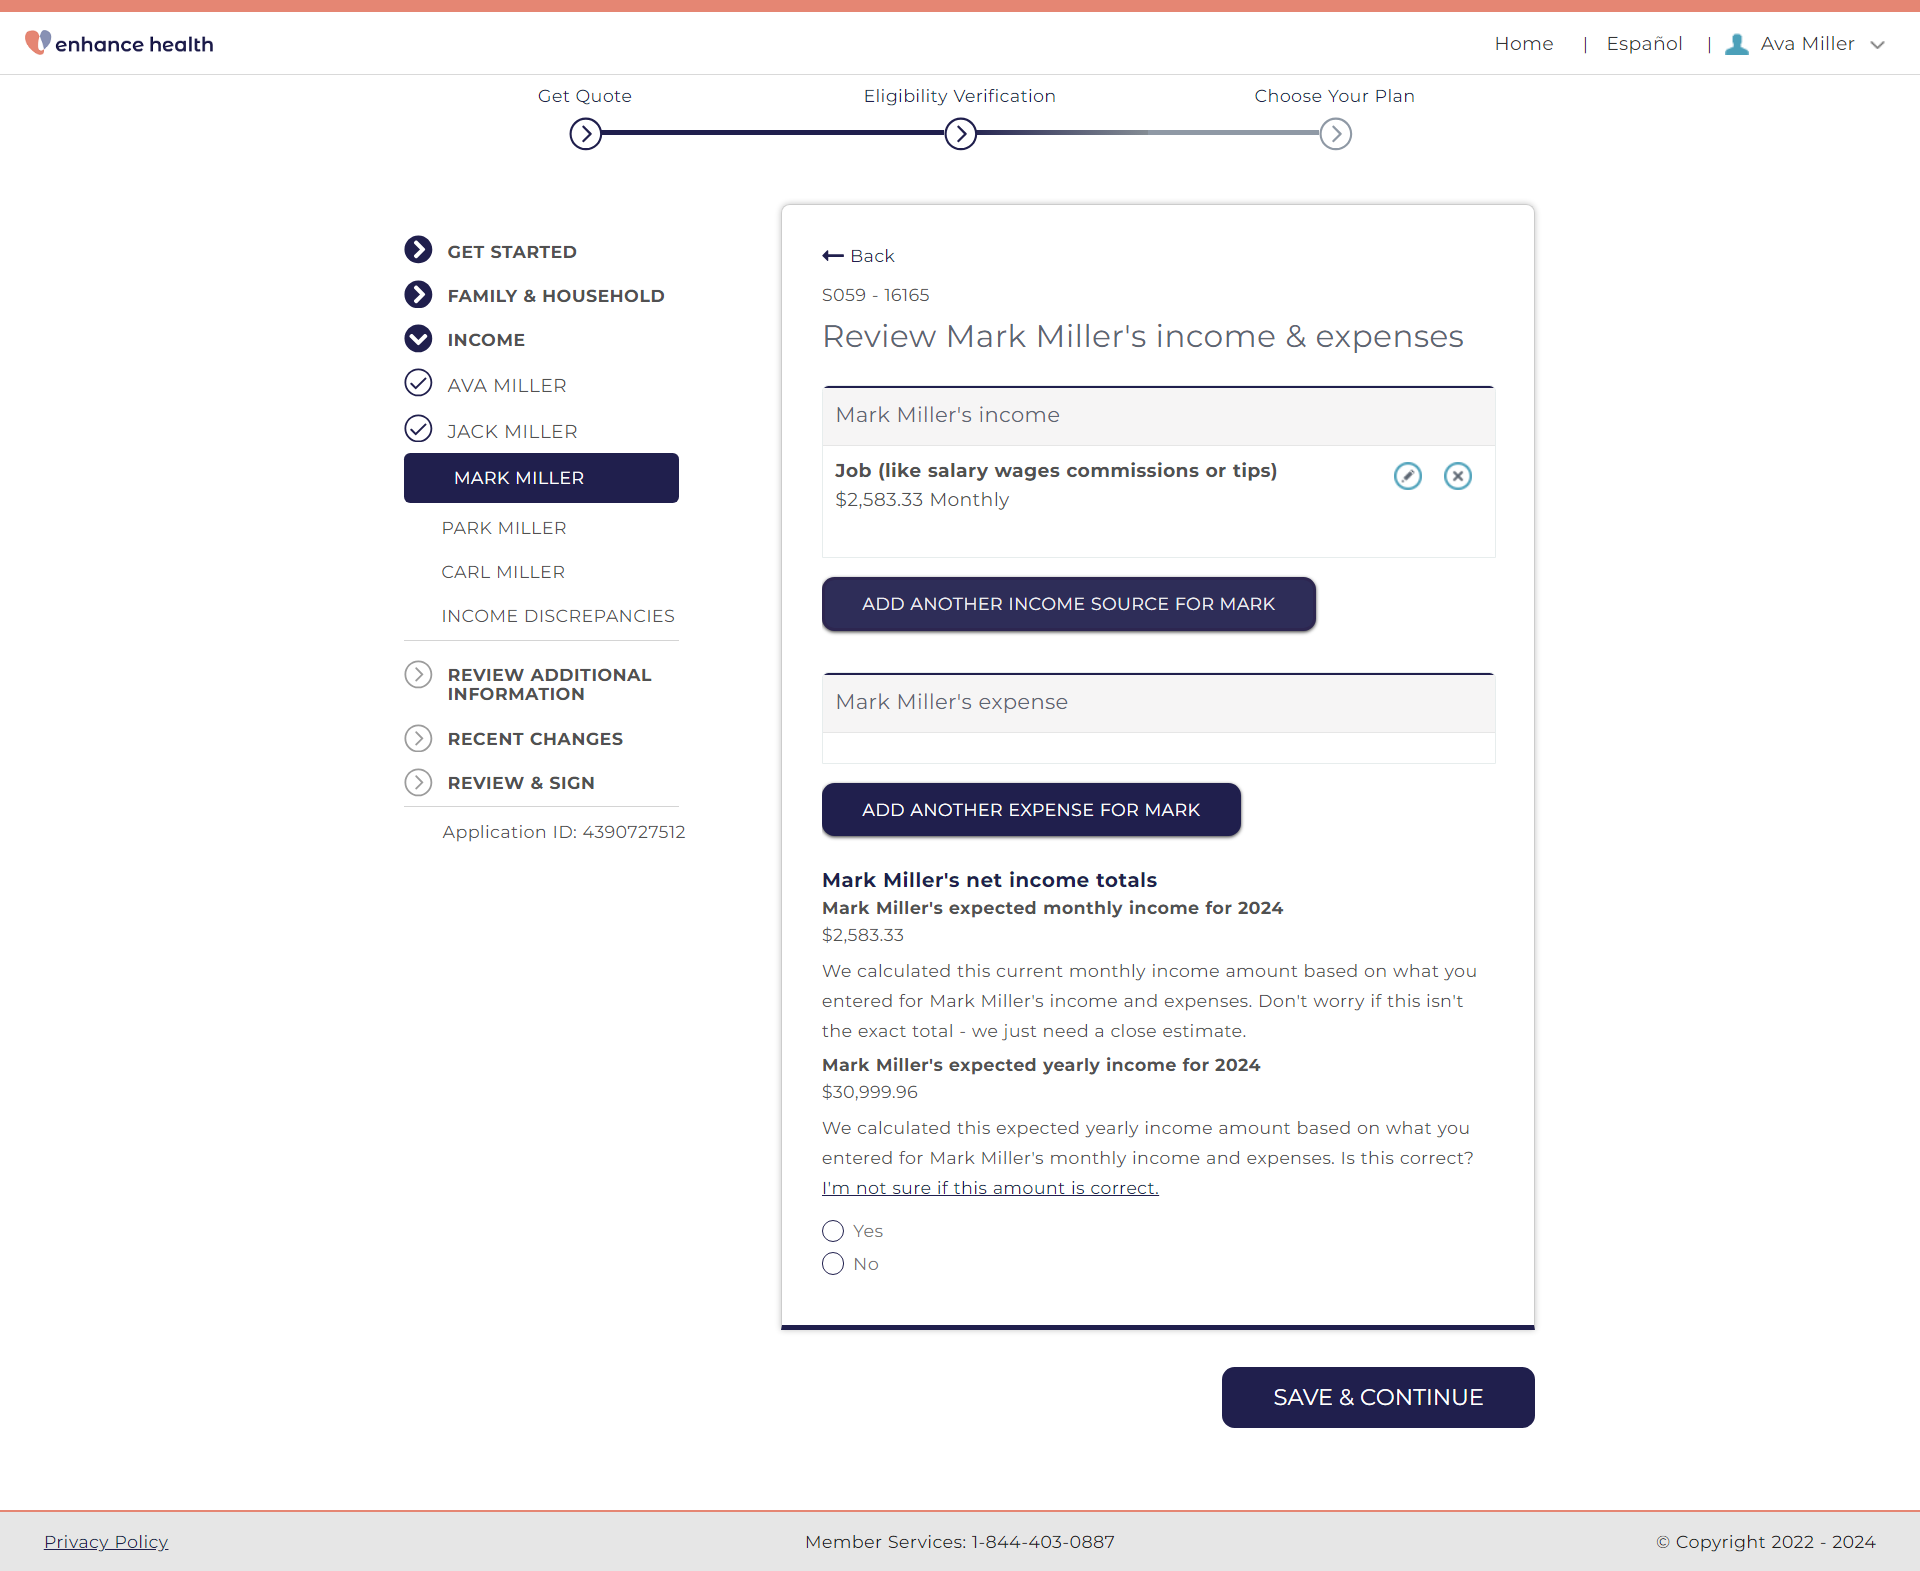 enhance health
Home | Español | Ava Miller
Get Quote
Eligibility Verification
Choose Your Plan
GET STARTED
FAMILY & HOUSEHOLD
INCOME
AVA MILLER
JACK MILLER
MARK MILLER
PARK MILLER
CARL MILLER
INCOME DISCREPANCIES
REVIEW ADDITIONAL
INFORMATION
RECENT CHANGES
REVIEW & SIGN
Application ID: 4390727512
Back
S059 - 16165
Review Mark Miller's income & expenses
Mark Miller's income
Job (like salary wages commissions or tips)
$2,583.33 Monthly
ADD ANOTHER INCOME SOURCE FOR MARK
Mark Miller's expense
ADD ANOTHER EXPENSE FOR MARK
Mark Miller's net income totals
Mark Miller's expected monthly income for 2024
$2,583.33
We calculated this current monthly income amount based on what you
entered for Mark Miller's income and expenses. Don't worry if this isn't
the exact total - we just need a close estimate.
Mark Miller's expected yearly income for 2024
$30,999.96
We calculated this expected yearly income amount based on what you
entered for Mark Miller's monthly income and expenses. Is this correct?
I'm not sure if this amount is correct.
Yes
No
SAVE & CONTINUE
Privacy Policy
Member Services: 1-844-403-0887
© Copyright 2022 - 2024